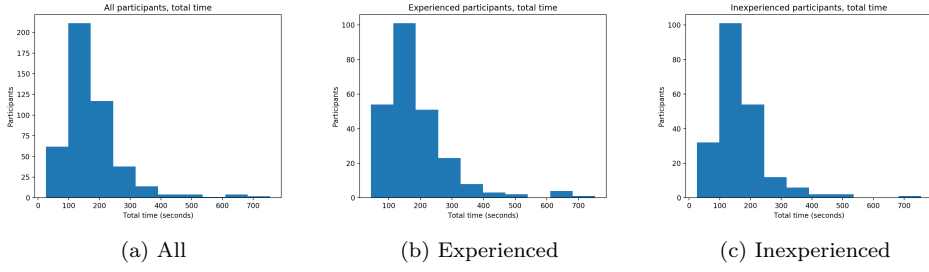 All participants, total time
Participants
200
175
150
125
100
75
50
25
0
0 100 200 300 400 500 600 700
Total time (seconds)
(a) All
Experienced participants, total time
Participants
100
80
60
40
20
0
100 200 300 400 500 600 700
Total time (seconds)
(b) Experienced
Inexperienced participants, total time
Participants
100
80
60
40
20
0
0 100 200 300 400 500 600 700
Total time (seconds)
(c) Inexperienced